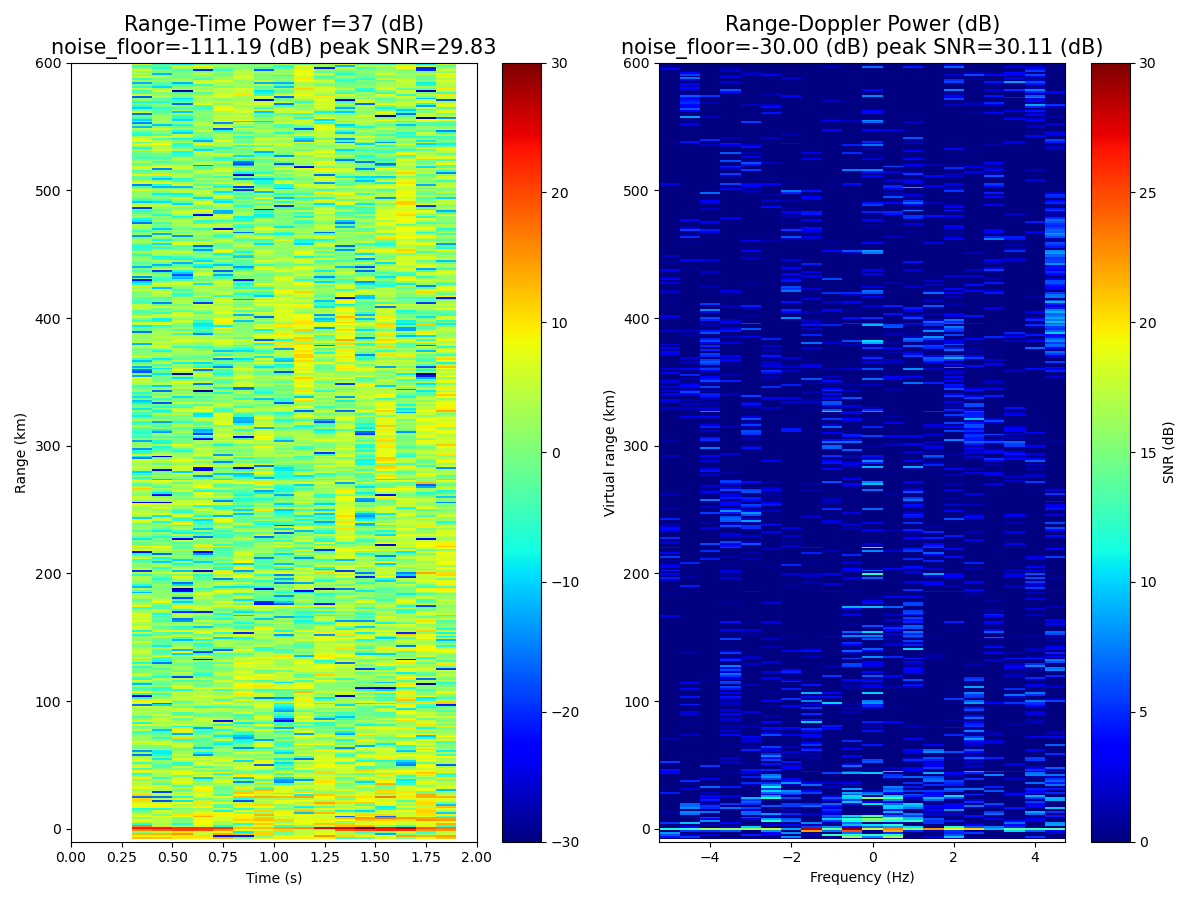 Range-Time Power f=37 (dB)
noise_floor=-111.19 (dB) peak SNR=29.83
Range (km)
600
500
400
300
200
100
0
0.00 0.25 0.50 0.75 1.00 1.25 1.50 1.75 2.00
Time (s)
30
20
10
0
−10
−20
−30
Range-Doppler Power (dB)
noise_floor=-30.00 (dB) peak SNR=30.11 (dB)
Virtual range (km)
600
500
400
300
200
100
0
−4 −2 0 2 4
Frequency (Hz)
30
25
20
15
10
5
0
SNR (dB)